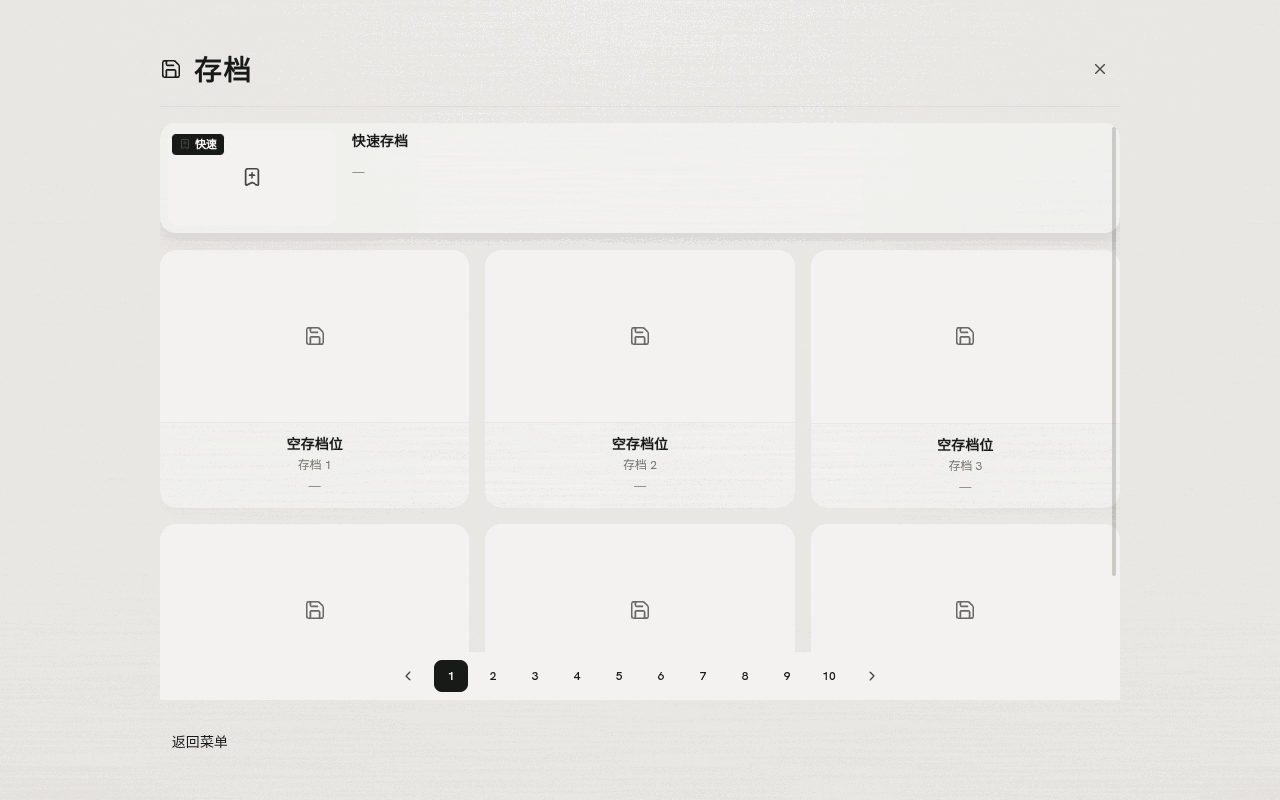 存档
快速
快速存档
—
空存档位
存档 1
—
空存档位
存档 2
—
空存档位
存档 3
—
1 2 3 4 5 6 7 8 9 10
返回菜单